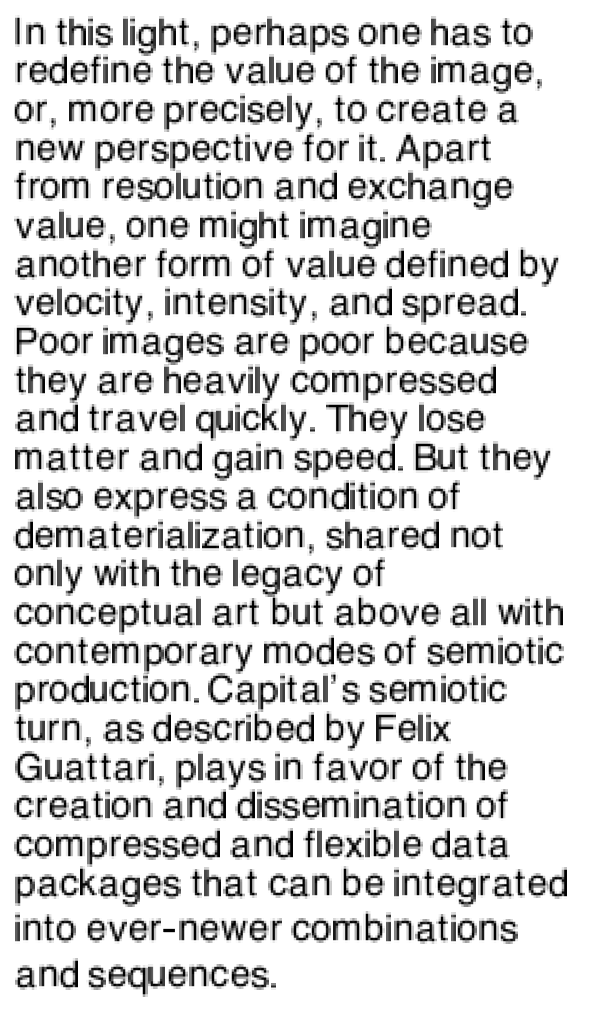 In this light, perhaps one has to
redefine the value of the image,
or, more precisely, to create a
new perspective for it. Apart
from resolution and exchange
value, one might imagine
another form of value defined by
velocity, intensity, and spread.
Poor images are poor because
they are heavily compressed
and travel quickly. They lose
matter and gain speed. But they
also express a condition of
dematerialization, shared not
only with the legacy of
conceptual art but above all with
contemporary modes of semiotic
production. Capital’s semiotic
turn, as described by Felix
Guattari, plays in favor of the
creation and dissemination of
compressed and flexible data
packages that can be integrated
into ever-newer combinations
and sequences.